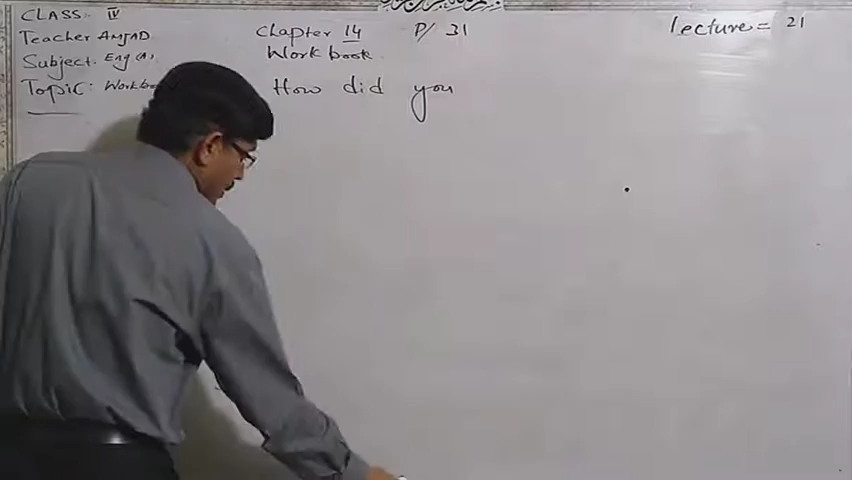 CLASS: IV
Teacher AMJAD
Subject. Eng (A)
Topic: Workbo
Chapter 14 P/ 31
Work book
How did you
Lecture = 21